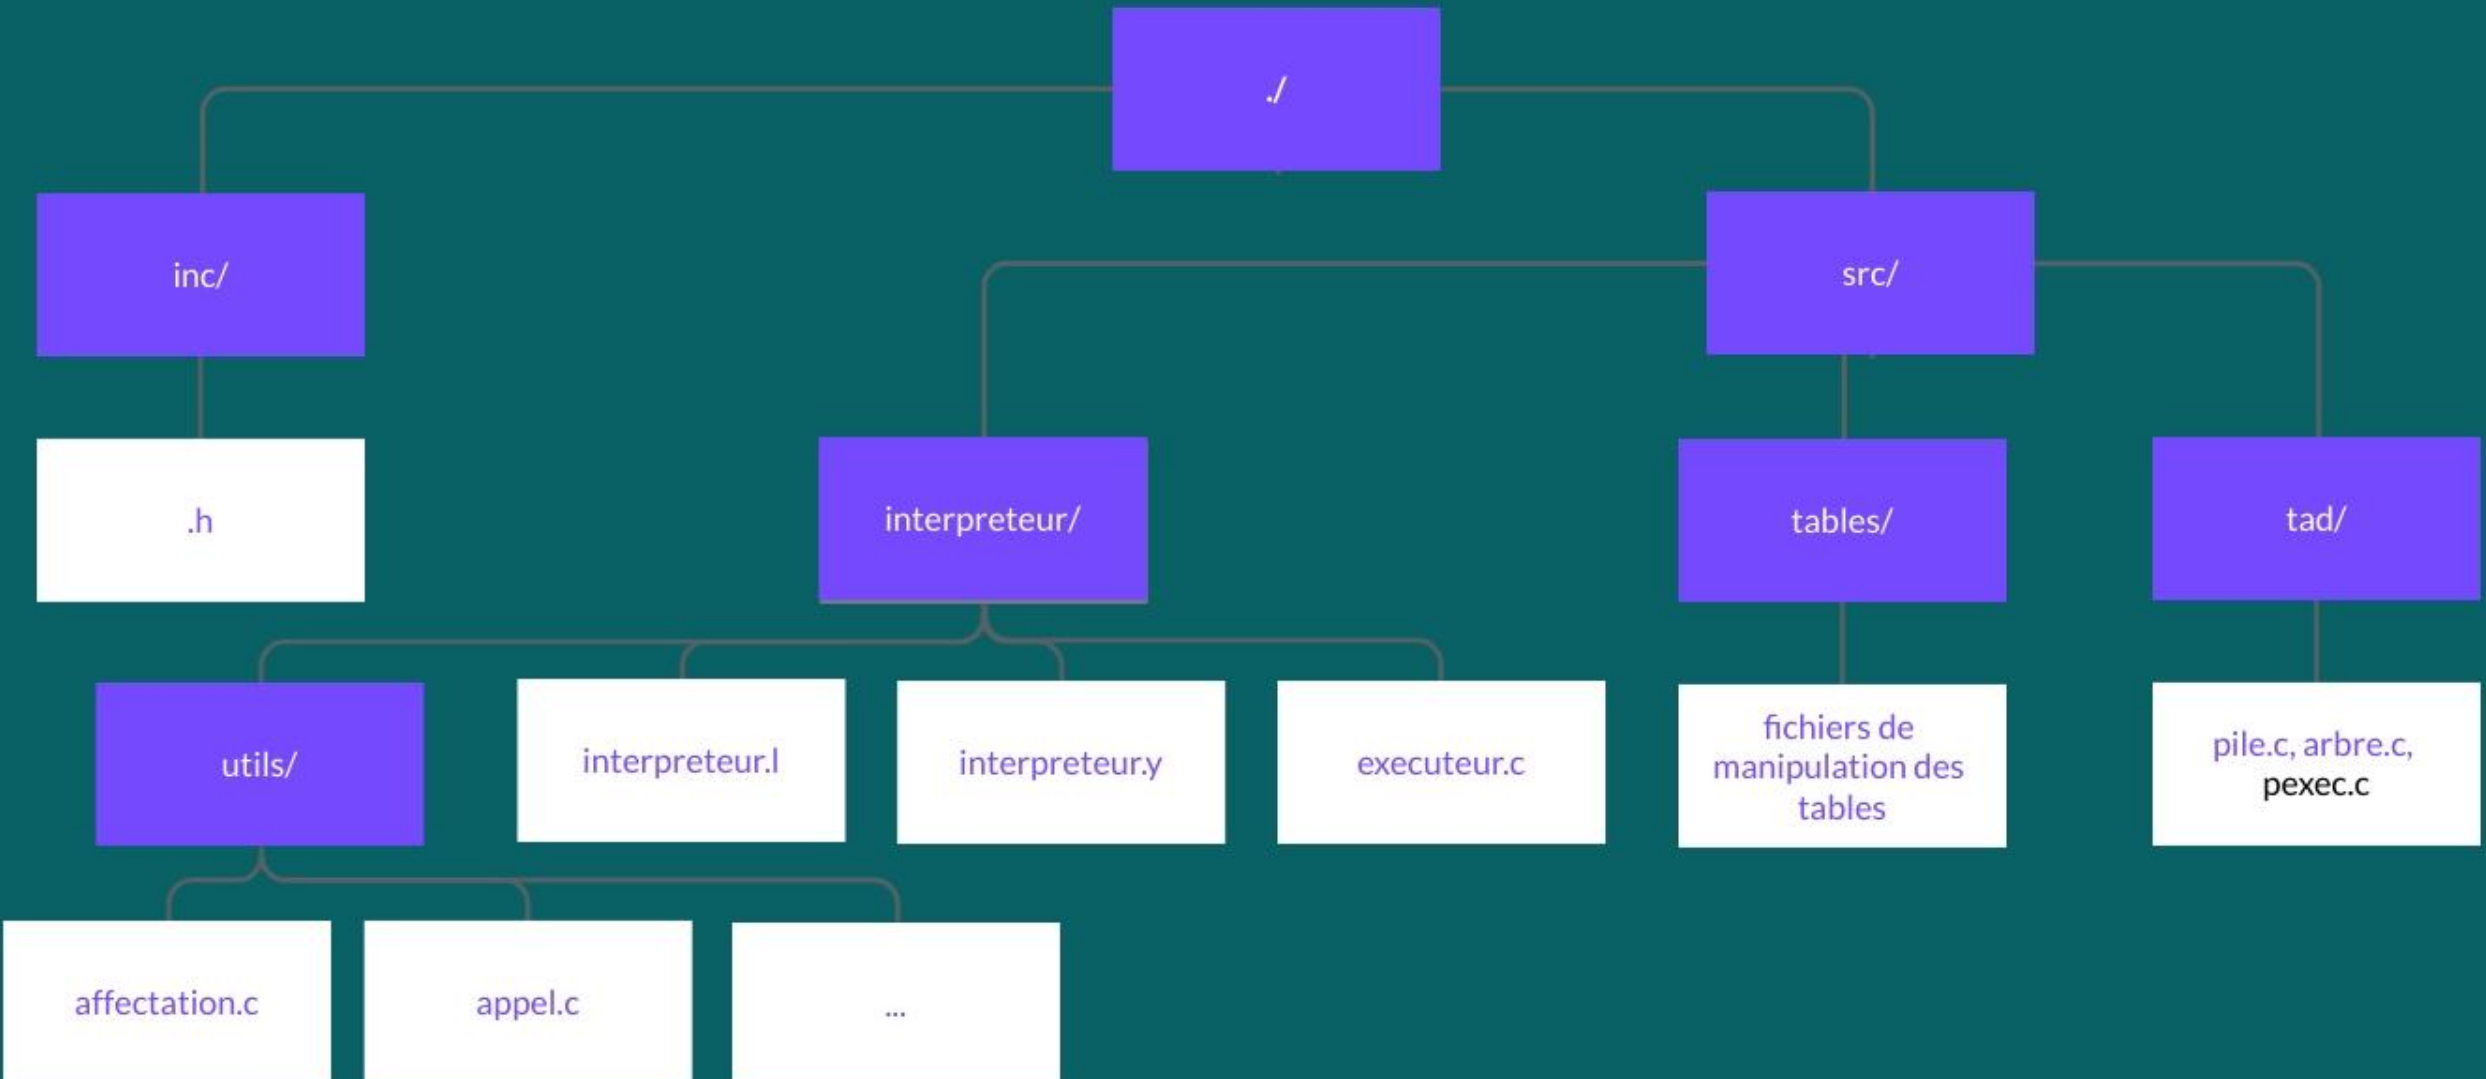 ./
inc/
src/
.h
interpreteur/
tables/
tad/
utils/
interpreteur.l
interpreteur.y
executeur.c
fichiers de
manipulation des
tables
pile.c, arbre.c,
pexec.c
affectation.c
appel.c
...